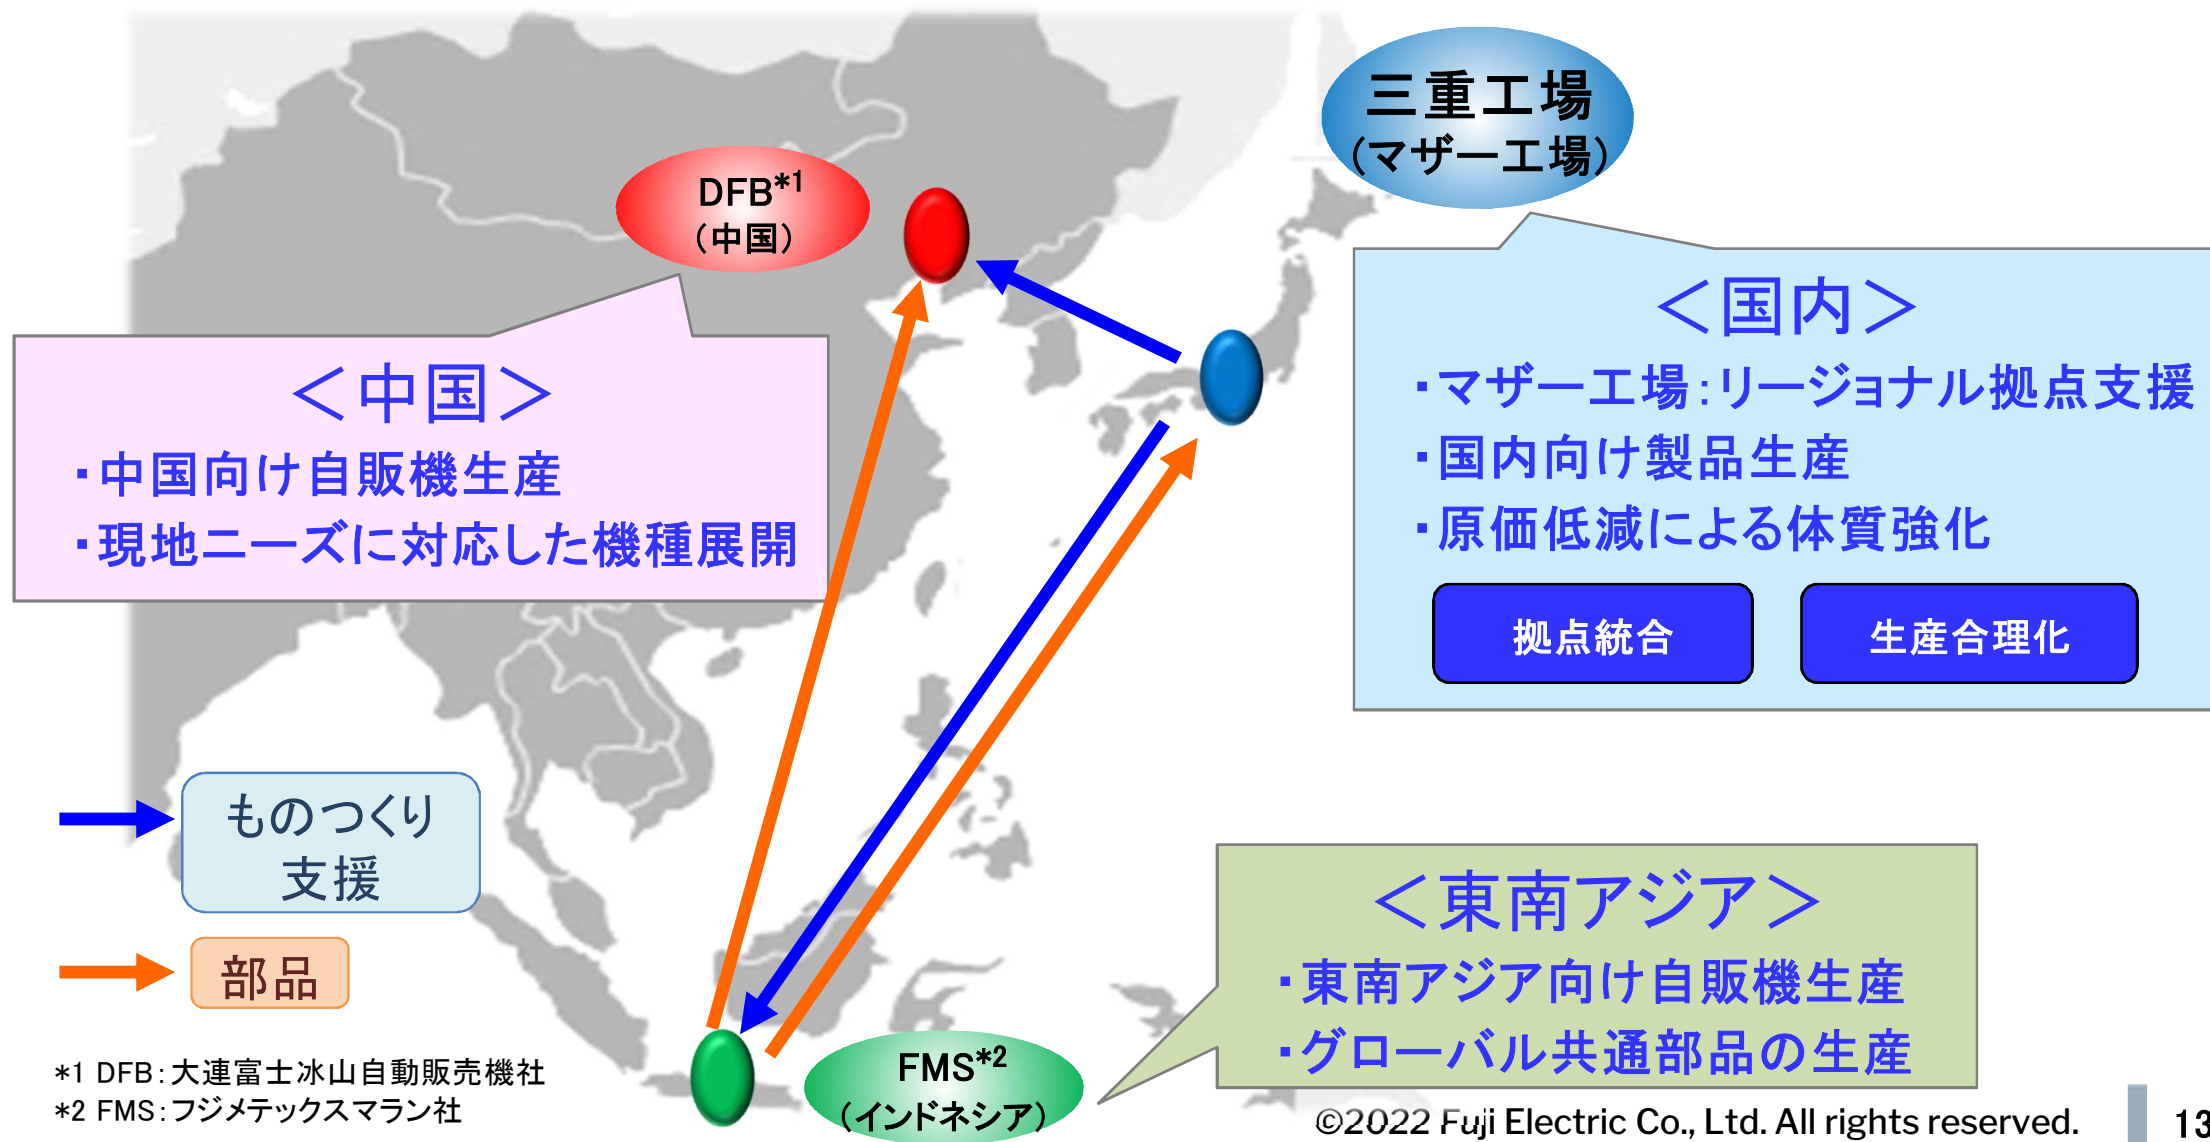 三重工場
（マザー工場）
DFB*1
（中国）
＜国内＞
・マザー工場：リージョナル拠点支援
・国内向け製品生産
・原価低減による体質強化
拠点統合
生産合理化
＜中国＞
・中国向け自販機生産
・現地ニーズに対応した機種展開
ものつくり
支援
部品
＜東南アジア＞
・東南アジア向け自販機生産
・グローバル共通部品の生産
FMS*2
（インドネシア）
*1 DFB：大連富士冰山自動販売機社
*2 FMS：フジメテックスマラン社
©2022 Fuji Electric Co., Ltd. All rights reserved.
13